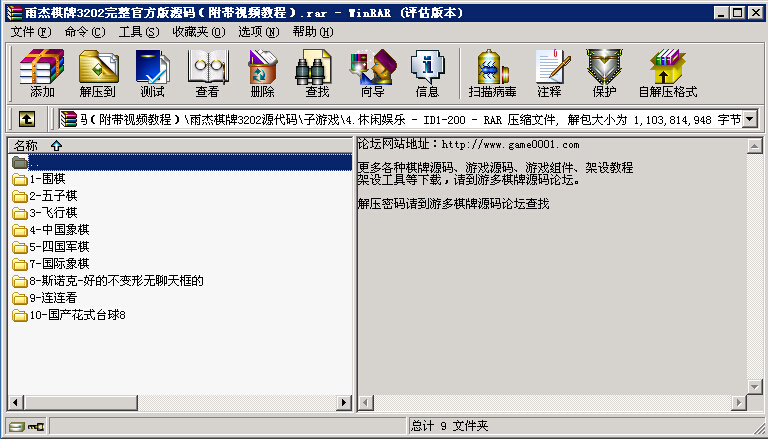 雨杰棋牌3202完整官方版源码(附带视频教程).rar - WinRAR (评估版本)
文件(F) 命令(C) 工具(S) 收藏夹(O) 选项(N) 帮助(H)
添加 解压到 测试 查看 删除 查找 向导 信息 扫描病毒 注释 保护 自解压格式
(附带视频教程)\雨杰棋牌3202源代码\子游戏\4.休闲娱乐 - ID1-200 - RAR 压缩文件, 解包大小为 1,103,814,948 字节
名称
..
1-围棋
2-五子棋
3-飞行棋
4-中国象棋
5-四国军棋
7-国际象棋
8-斯诺克-好的不变形无聊天框的
9-连连看
10-国产花式台球8
论坛网站地址：http://www.game0001.com
更多各种棋牌源码、游戏源码、游戏组件、架设教程
架设工具等下载，请到游多棋牌源码论坛。
解压密码请到游多棋牌源码论坛查找
总计 9 文件夹